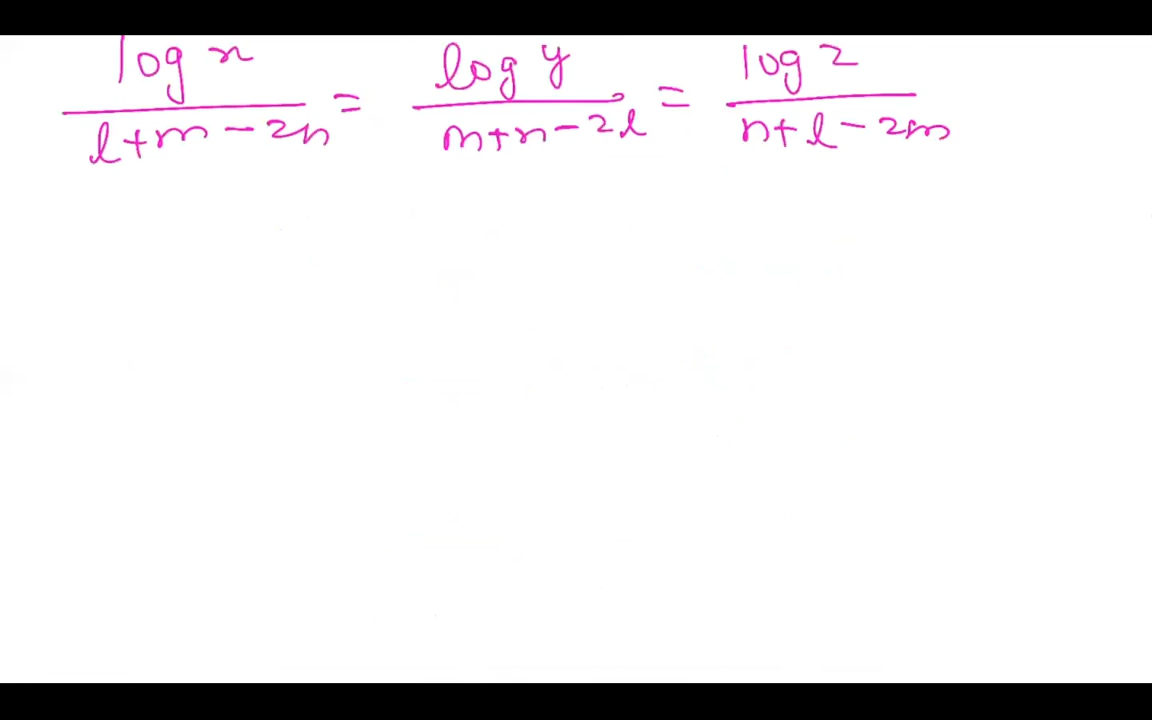 log x / l+m-2n = log y / m+n-2l = log z / n+l-2m